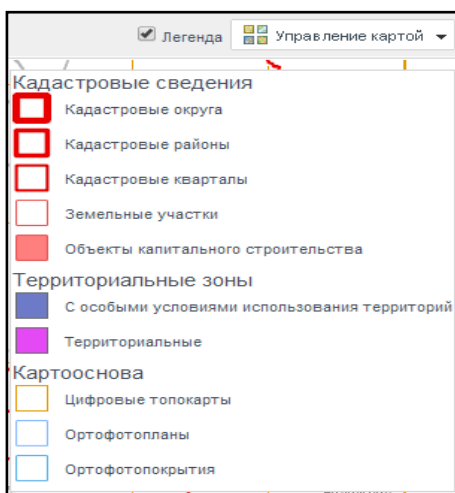 Легенда Управление картой
Кадастровые сведения
Кадастровые округа
Кадастровые районы
Кадастровые кварталы
Земельные участки
Объекты капитального строительства
Территориальные зоны
С особыми условиями использования территорий
Территориальные
Картооснова
Цифровые топокарты
Ортофотопланы
Ортофотопокрытия